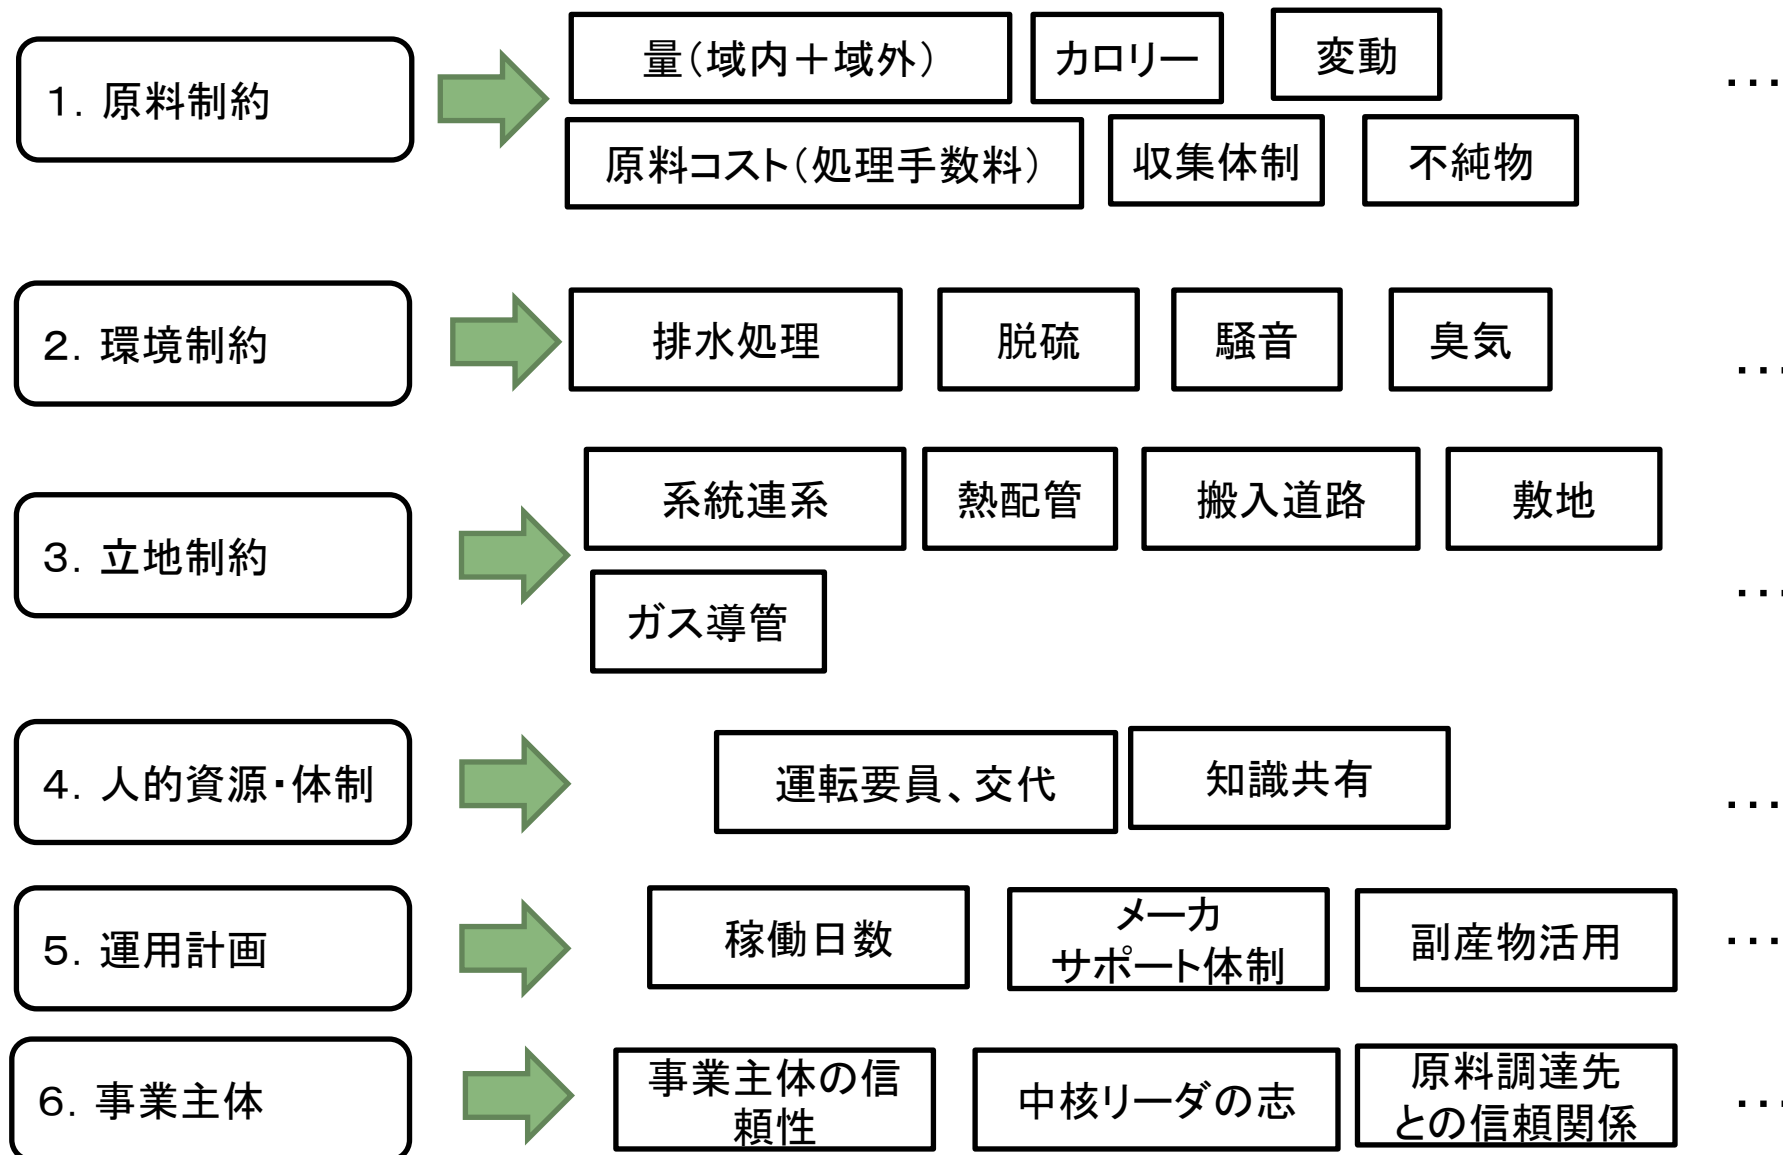 1．原料制約
量（域内＋域外）
カロリー
変動
･･･
原料コスト（処理手数料）
収集体制
不純物
2．環境制約
排水処理
脱硫
騒音
臭気
･･･
3．立地制約
系統連系
熱配管
搬入道路
敷地
ガス導管
･･･
4．人的資源・体制
運転要員、交代
知識共有
･･･
5．運用計画
稼働日数
メーカ
サポート体制
副産物活用
･･･
6．事業主体
事業主体の信
頼性
中核リーダの志
原料調達先
との信頼関係
･･･